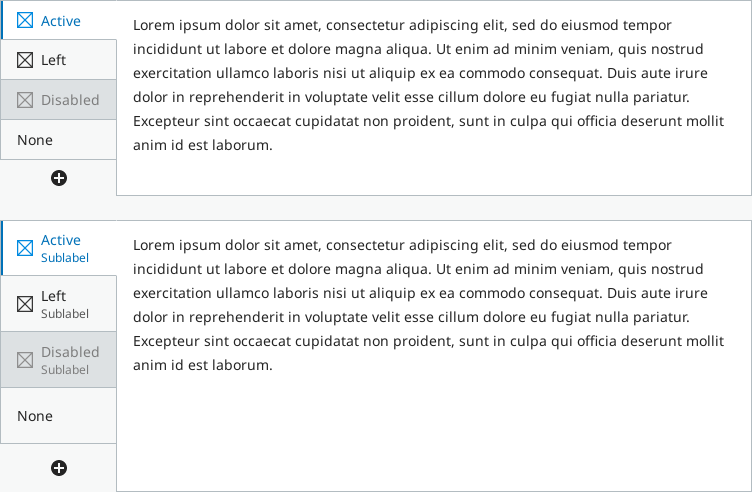 Active
Left
Disabled
None
Lorem ipsum dolor sit amet, consectetur adipiscing elit, sed do eiusmod tempor
incididunt ut labore et dolore magna aliqua. Ut enim ad minim veniam, quis nostrud
exercitation ullamco laboris nisi ut aliquip ex ea commodo consequat. Duis aute irure
dolor in reprehenderit in voluptate velit esse cillum dolore eu fugiat nulla pariatur.
Excepteur sint occaecat cupidatat non proident, sunt in culpa qui officia deserunt mollit
anim id est laborum.
Active
Sublabel
Left
Sublabel
Disabled
Sublabel
None
Lorem ipsum dolor sit amet, consectetur adipiscing elit, sed do eiusmod tempor
incididunt ut labore et dolore magna aliqua. Ut enim ad minim veniam, quis nostrud
exercitation ullamco laboris nisi ut aliquip ex ea commodo consequat. Duis aute irure
dolor in reprehenderit in voluptate velit esse cillum dolore eu fugiat nulla pariatur.
Excepteur sint occaecat cupidatat non proident, sunt in culpa qui officia deserunt mollit
anim id est laborum.